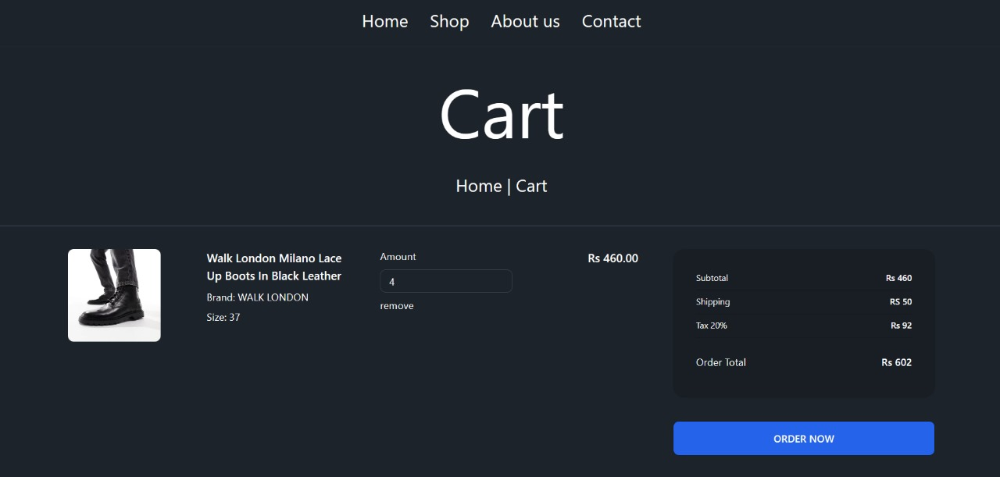 Home Shop About us Contact
Cart
Home | Cart
Walk London Milano Lace
Up Boots In Black Leather
Brand: WALK LONDON
Size: 37
Amount
4
remove
Rs 460.00
Subtotal Rs 460
Shipping RS 50
Tax 20% Rs 92
Order Total Rs 602
ORDER NOW